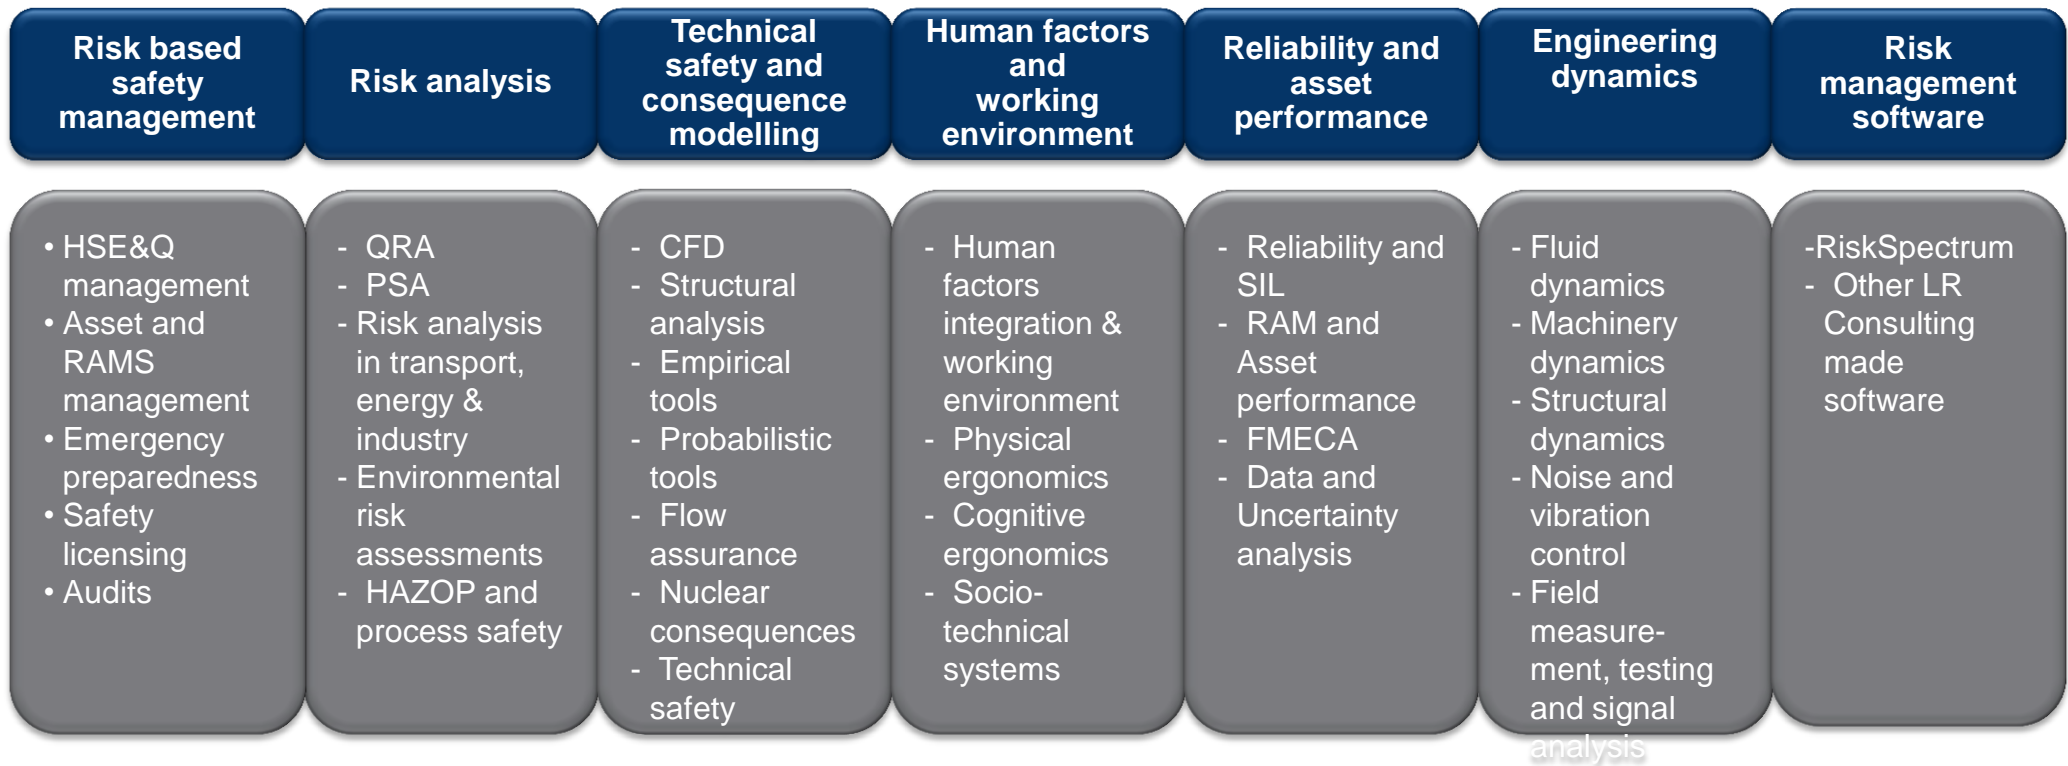 Risk based
safety
management
Risk analysis
Technical
safety and
consequence
modelling
Human factors
and
working
environment
Reliability and
asset
performance
Engineering
dynamics
Risk
management
software
• HSE&Q
management
• Asset and
RAMS
management
• Emergency
preparedness
• Safety
licensing
• Audits
- QRA
- PSA
- Risk analysis
in transport,
energy &
industry
- Environmental
risk
assessments
- HAZOP and
process safety
- CFD
- Structural
analysis
- Empirical
tools
- Probabilistic
tools
- Flow
assurance
- Nuclear
consequences
- Technical
safety
- Human
factors
integration &
working
environment
- Physical
ergonomics
- Cognitive
ergonomics
- Socio-
technical
systems
- Reliability and
SIL
- RAM and
Asset
performance
- FMECA
- Data and
Uncertainty
analysis
- Fluid
dynamics
- Machinery
dynamics
- Structural
dynamics
- Noise and
vibration
control
- Field
measure-
ment, testing
and signal
analysis
-RiskSpectrum
- Other LR
Consulting
made
software